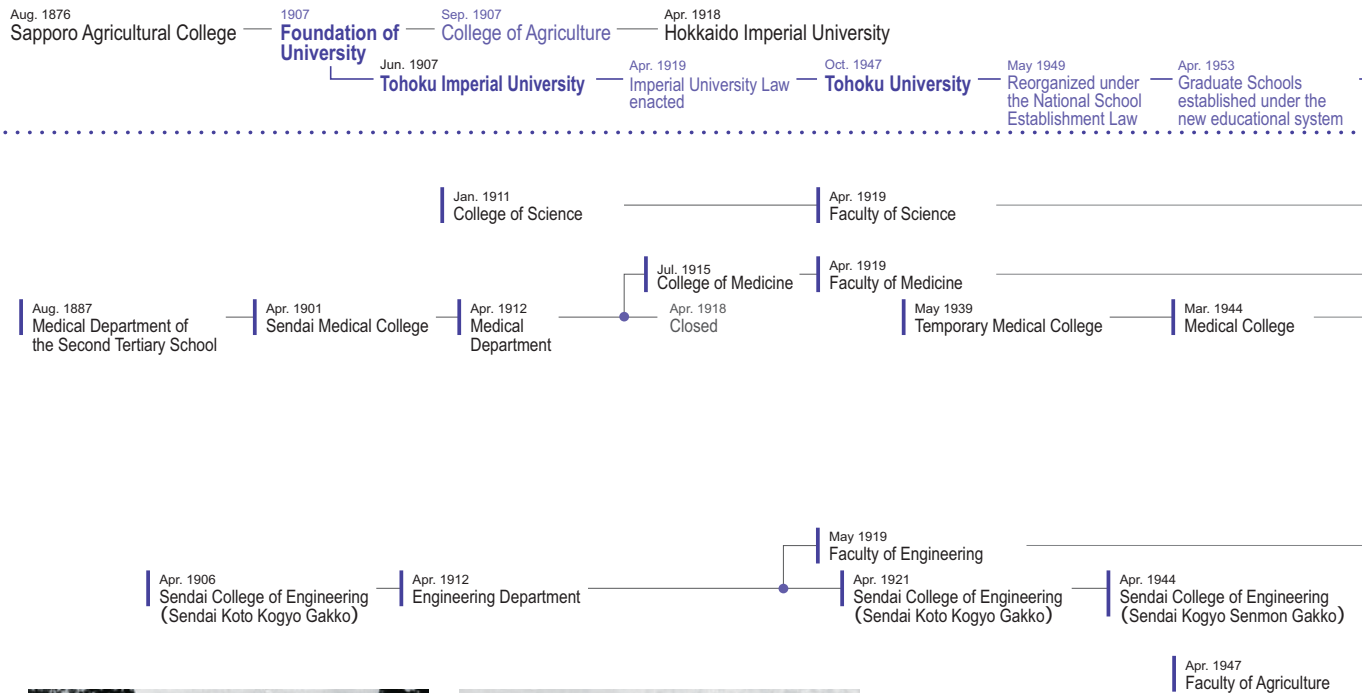 Aug. 1876
Sapporo Agricultural College
1907
Foundation of
University
Sep. 1907
College of Agriculture
Apr. 1918
Hokkaido Imperial University
Jun. 1907
Tohoku Imperial University
Apr. 1919
Imperial University Law
enacted
Oct. 1947
Tohoku University
May 1949
Reorganized under
the National School
Establishment Law
Apr. 1953
Graduate Schools
established under the
new educational system
Jan. 1911
College of Science
Apr. 1919
Faculty of Science
Jul. 1915
College of Medicine
Apr. 1919
Faculty of Medicine
Aug. 1887
Medical Department of
the Second Tertiary School
Apr. 1901
Sendai Medical College
Apr. 1912
Medical
Department
Apr. 1918
Closed
May 1939
Temporary Medical College
Mar. 1944
Medical College
May 1919
Faculty of Engineering
Apr. 1906
Sendai College of Engineering
(Sendai Koto Kogyo Gakko)
Apr. 1912
Engineering Department
Apr. 1921
Sendai College of Engineering
(Sendai Koto Kogyo Gakko)
Apr. 1944
Sendai College of Engineering
(Sendai Kogyo Senmon Gakko)
Apr. 1947
Faculty of Agriculture